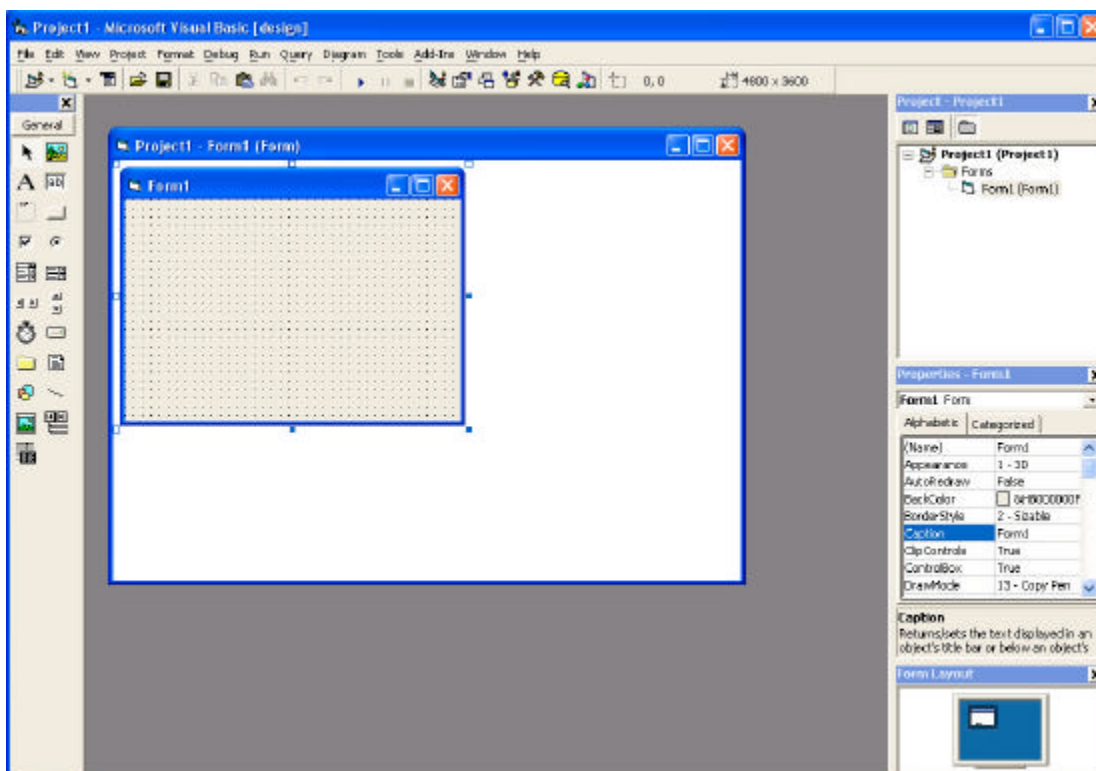 Project1 - Microsoft Visual Basic [design]
File Edit View Project Format Debug Run Query Diagram Tools Add-Ins Window Help
0, 0 4800 x 3600
General
Project1 - Form1 (Form)
Form1
Project - Project1
Project1 (Project1)
Forms
Form1 (Form1)
Properties - Form1
Form1 Form
Alphabetic Categorized
(Name) Form1
Appearance 1 - 3D
AutoRedraw False
BackColor &H8000000F
BorderStyle 2 - Sizable
Caption Form1
ClipControls True
ControlBox True
DrawMode 13 - Copy Pen
Caption
Returns/sets the text displayed in an
object's title bar or below an object's
Form Layout